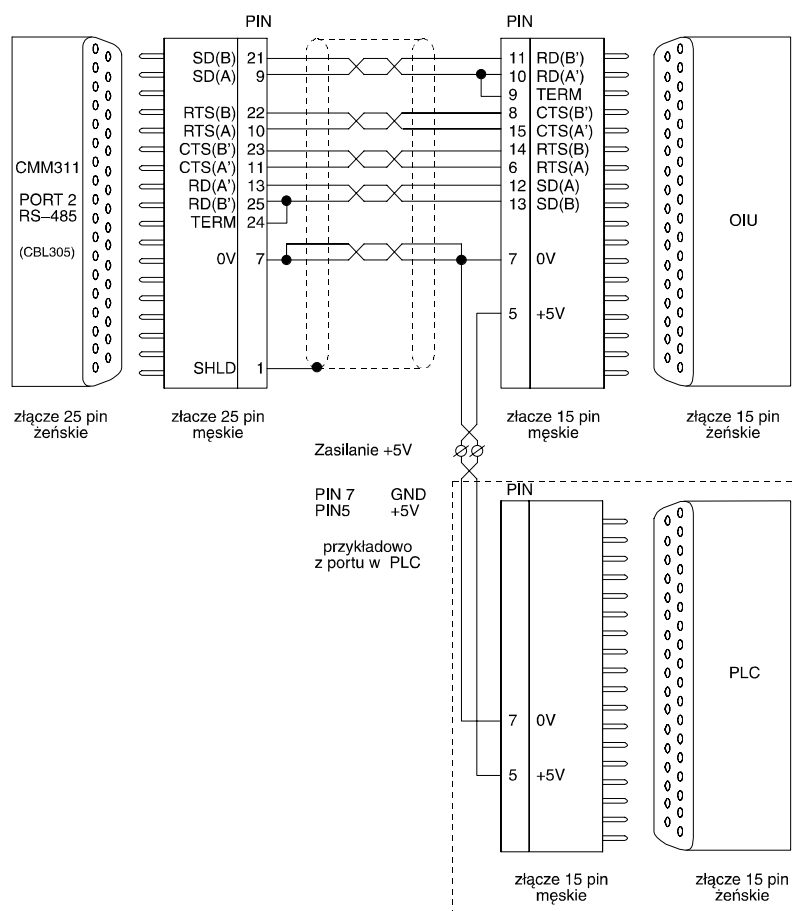 PIN
PIN
SD(B) 21
SD(A) 9
RTS(B) 22
RTS(A) 10
CTS(B') 23
CTS(A') 11
RD(A') 13
RD(B') 25
TERM 24
0V 7
SHLD 1
11 RD(B')
10 RD(A')
9 TERM
8 CTS(B')
15 CTS(A')
14 RTS(B)
6 RTS(A)
12 SD(A)
13 SD(B)
7 0V
5 +5V
CMM311
PORT 2
RS–485
(CBL305)
OIU
złącze 25 pin
żeńskie
złacze 25 pin
męskie
złacze 15 pin
męskie
złącze 15 pin
żeńskie
Zasilanie +5V
PIN 7 GND
PIN5 +5V
przykładowo
z portu w PLC
PIN
7 0V
5 +5V
PLC
złącze 15 pin
męskie
złącze 15 pin
żeńskie